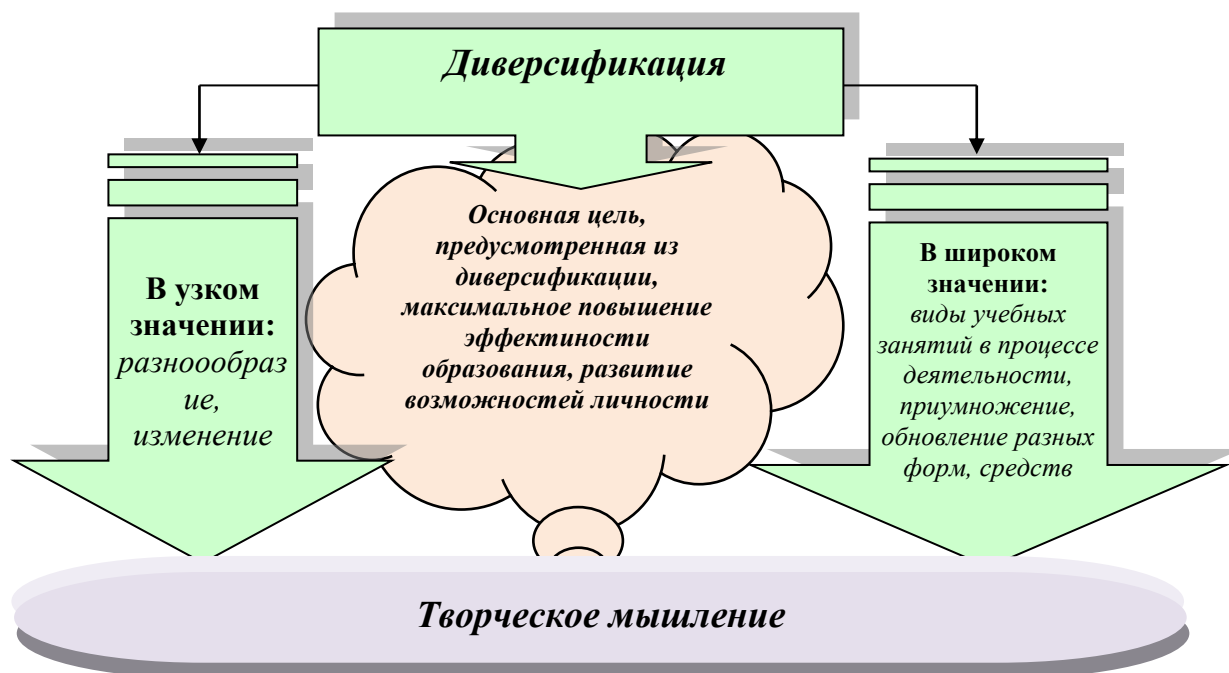 Диверсификация
В узком
значении:
разноообраз
ие,
изменение
Основная цель,
предусмотренная из
диверсификации,
максимальное повышение
эффектиности
образования, развитие
возможностей личности
В широком
значении:
виды учебных
занятий в процессе
деятельности,
приумножение,
обновление разных
форм, средств
Творческое мышление